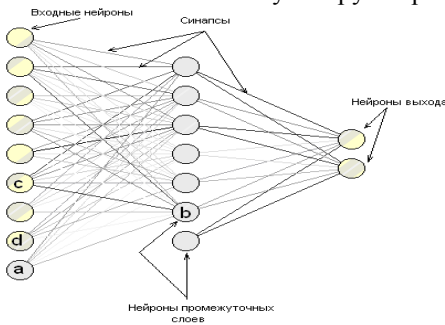 Входные нейроны
Синапсы
Нейроны выхода
c
b
d
a
Нейроны промежуточных
слоев